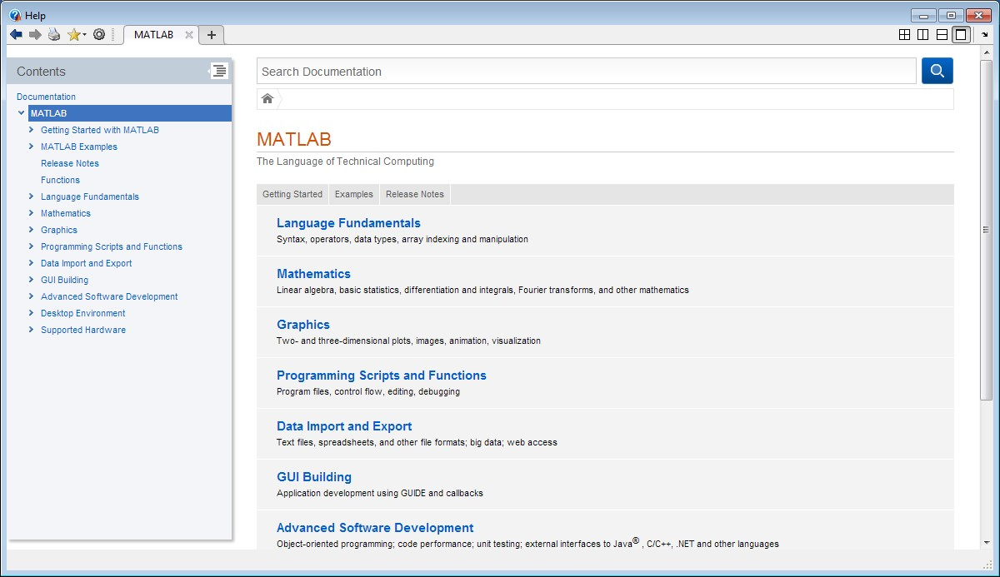 Help
MATLAB
Contents
Documentation
MATLAB
Getting Started with MATLAB
MATLAB Examples
Release Notes
Functions
Language Fundamentals
Mathematics
Graphics
Programming Scripts and Functions
Data Import and Export
GUI Building
Advanced Software Development
Desktop Environment
Supported Hardware
Search Documentation
MATLAB
The Language of Technical Computing
Getting Started Examples Release Notes
Language Fundamentals
Syntax, operators, data types, array indexing and manipulation
Mathematics
Linear algebra, basic statistics, differentiation and integrals, Fourier transforms, and other mathematics
Graphics
Two- and three-dimensional plots, images, animation, visualization
Programming Scripts and Functions
Program files, control flow, editing, debugging
Data Import and Export
Text files, spreadsheets, and other file formats; big data; web access
GUI Building
Application development using GUIDE and callbacks
Advanced Software Development
Object-oriented programming; code performance; unit testing; external interfaces to Java® , C/C++, .NET and other languages